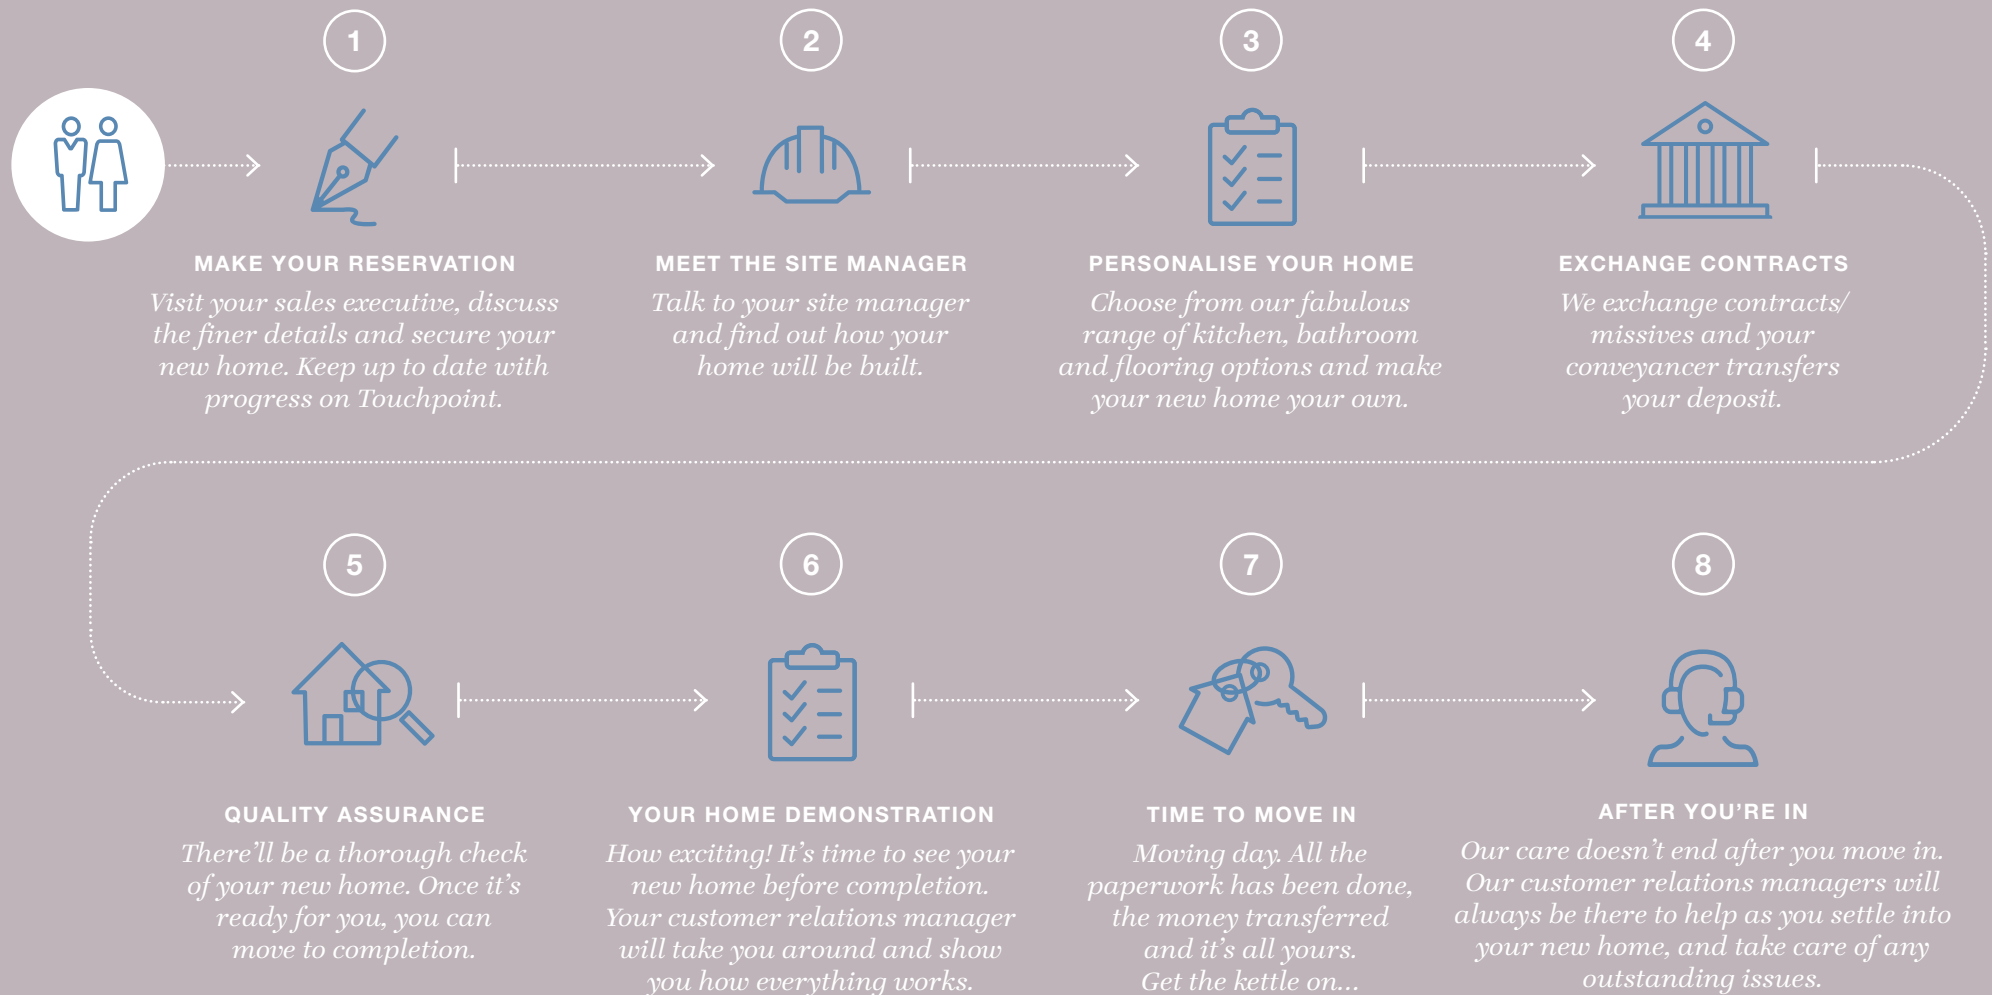 1
MAKE YOUR RESERVATION
Visit your sales executive, discuss
the finer details and secure your
new home. Keep up to date with
progress on Touchpoint.
2
MEET THE SITE MANAGER
Talk to your site manager
and find out how your
home will be built.
3
PERSONALISE YOUR HOME
Choose from our fabulous
range of kitchen, bathroom
and flooring options and make
your new home your own.
4
EXCHANGE CONTRACTS
We exchange contracts/
missives and your
conveyancer transfers
your deposit.
5
QUALITY ASSURANCE
There’ll be a thorough check
of your new home. Once it’s
ready for you, you can
move to completion.
6
YOUR HOME DEMONSTRATION
How exciting! It’s time to see your
new home before completion.
Your customer relations manager
will take you around and show
you how everything works.
7
TIME TO MOVE IN
Moving day. All the
paperwork has been done,
the money transferred
and it’s all yours.
Get the kettle on...
8
AFTER YOU’RE IN
Our care doesn’t end after you move in.
Our customer relations managers will
always be there to help as you settle into
your new home, and take care of any
outstanding issues.